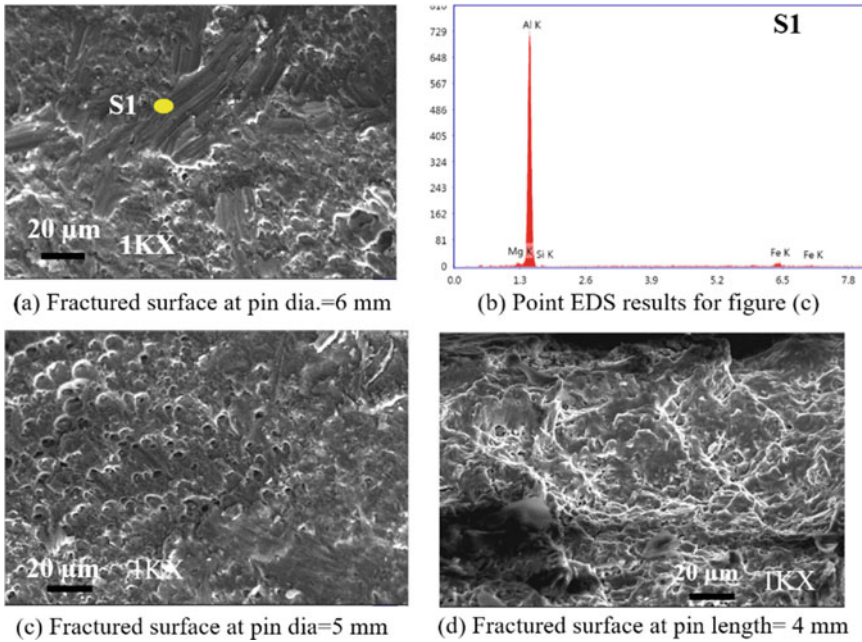 S1
20 µm
1KX
(a) Fractured surface at pin dia.=6 mm
S1
810
729
648
567
486
405
324
243
162
81
0
Al K
Mg K
Si K
Fe K
Fe K
0.0 1.3 2.6 3.9 5.2 6.5 7.8
(b) Point EDS results for figure (c)
20 µm
1KX
(c) Fractured surface at pin dia=5 mm
20 µm
1KX
(d) Fractured surface at pin length= 4 mm